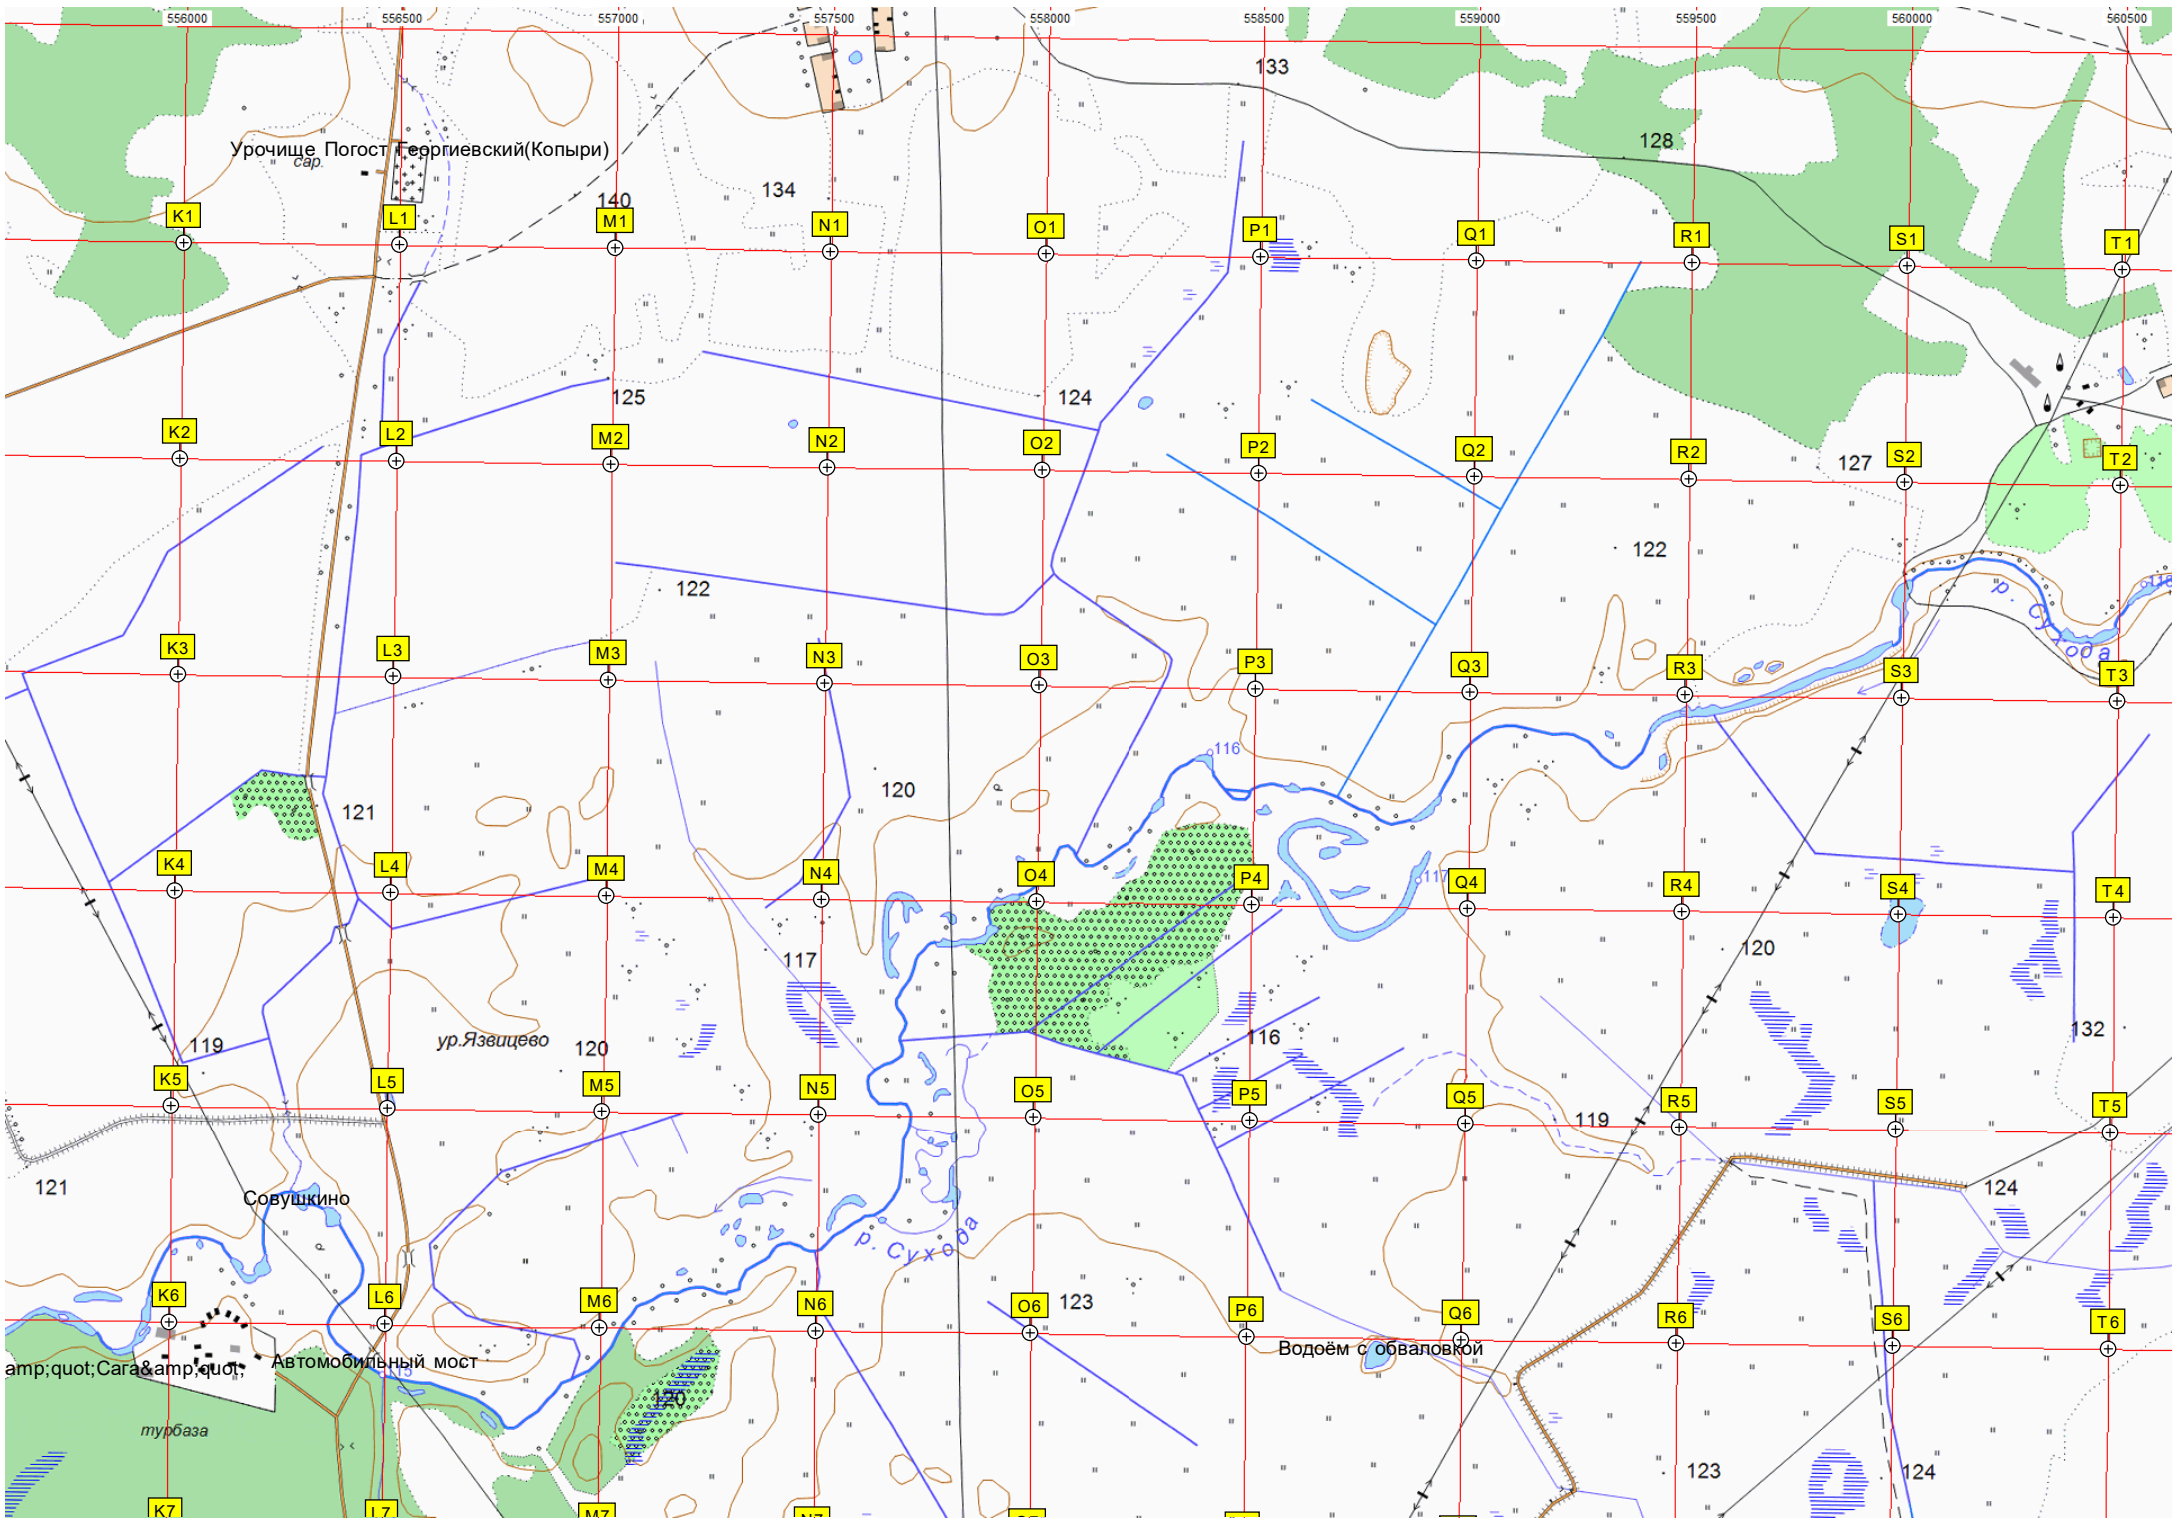 556000 556500 557000 557500 558000 558500 559000 559500 560000 560500
133
128
Урочище Погост Георгиевский(Копыри)
сар.
134
140
K1 L1 M1 N1 O1 P1 Q1 R1 S1 T1
125
124
K2 L2 M2 N2 O2 P2 Q2 R2 S2 T2
127
122
122
р. Сухода
K3 L3 M3 N3 O3 P3 Q3 R3 S3 T3
116
120
121
117
K4 L4 M4 N4 O4 P4 Q4 R4 S4 T4
120
117
132
116
119
ур.Язвицево
120
K5 L5 M5 N5 O5 P5 Q5 R5 S5 T5
119
121
124
Совушкино
р. Сухода
K6 L6 M6 N6 O6 P6 Q6 R6 S6 T6
123
Водоём с обваловкой
Автомобильный мост
amp;quot;Cara&amp;quot;
115
120
турбаза
123
124
K7 L7 M7 N7